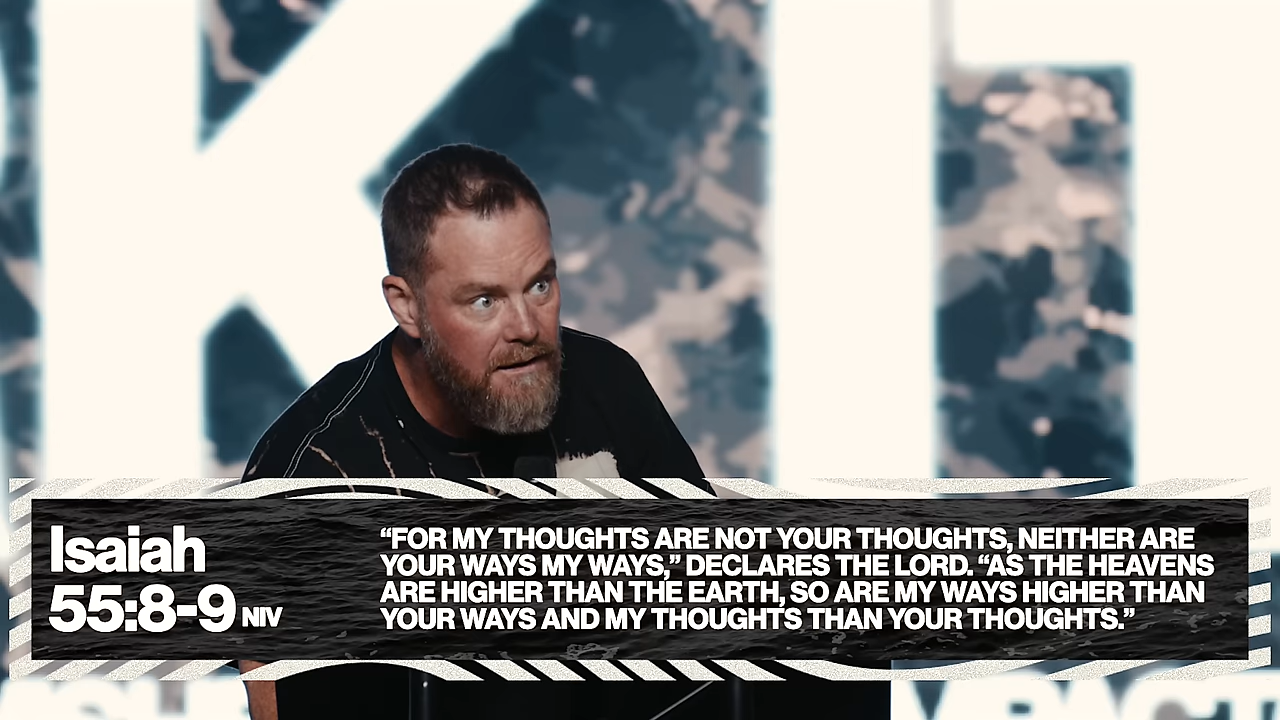 Isaiah
55:8-9 NIV
“FOR MY THOUGHTS ARE NOT YOUR THOUGHTS, NEITHER ARE
YOUR WAYS MY WAYS,” DECLARES THE LORD. “AS THE HEAVENS
ARE HIGHER THAN THE EARTH, SO ARE MY WAYS HIGHER THAN
YOUR WAYS AND MY THOUGHTS THAN YOUR THOUGHTS.”